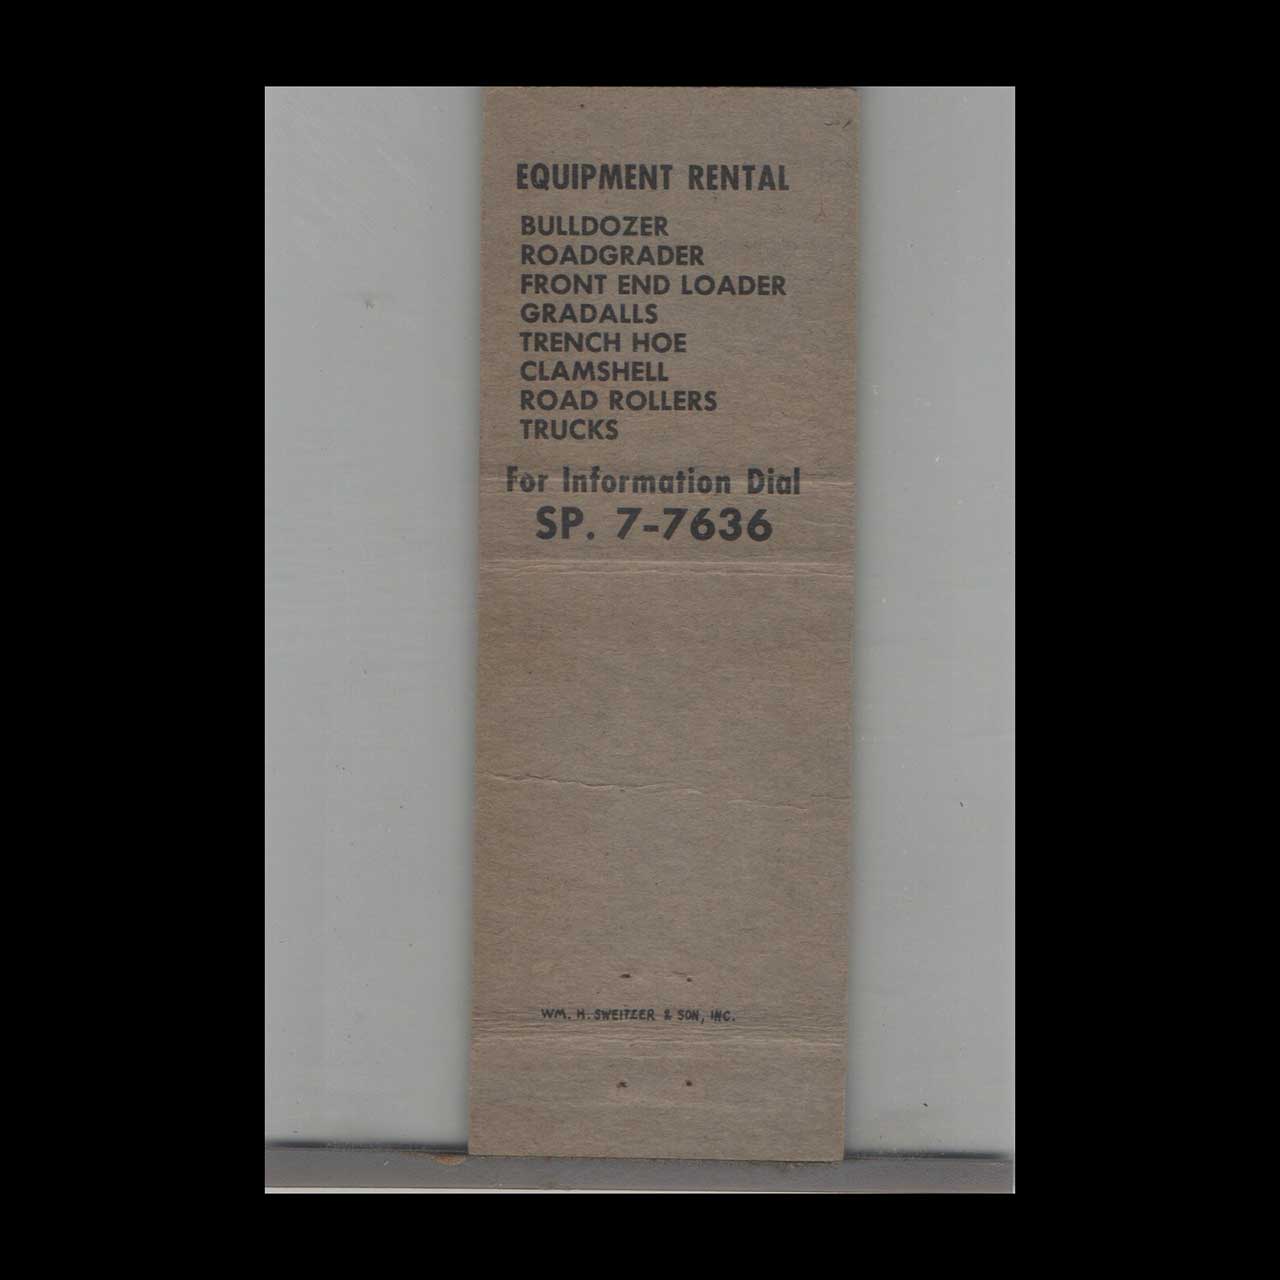 EQUIPMENT RENTAL
BULLDOZER
ROADGRADER
FRONT END LOADER
GRADALLS
TRENCH HOE
CLAMSHELL
ROAD ROLLERS
TRUCKS
For Information Dial
SP. 7-7636
WM. H. SWEITZER & SON, INC.